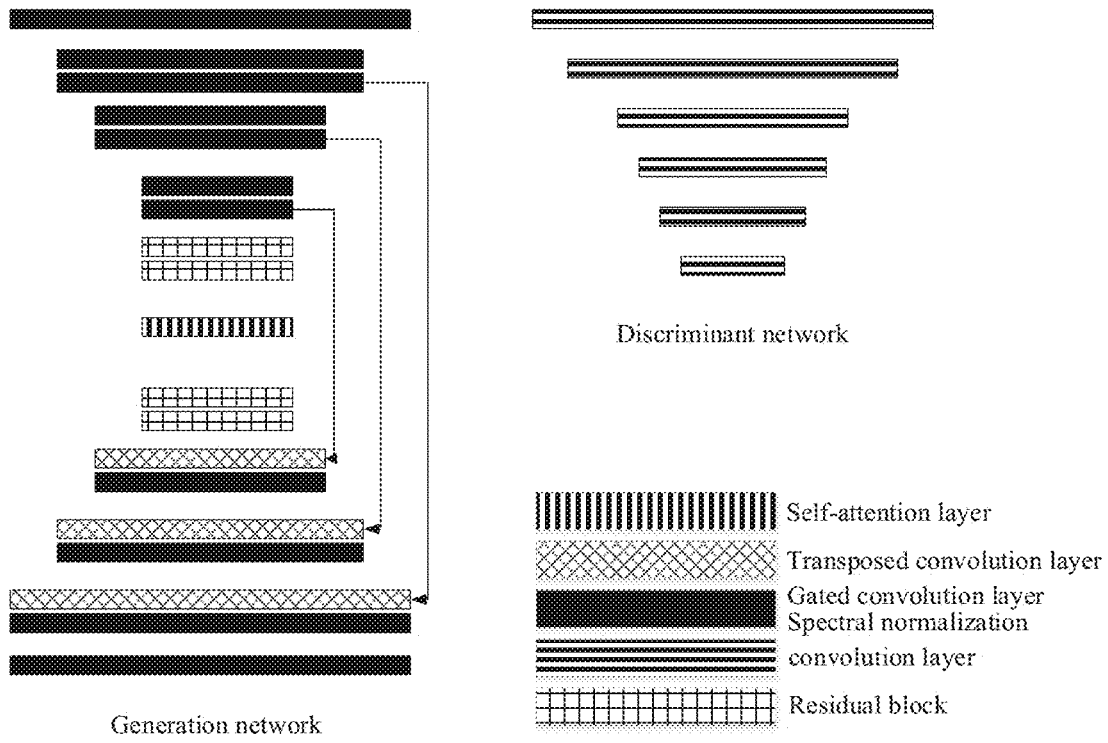 Discriminant network
Self-attention layer
Transposed convolution layer
Gated convolution layer
Spectral normalization
convolution layer
Residual block
Generation network